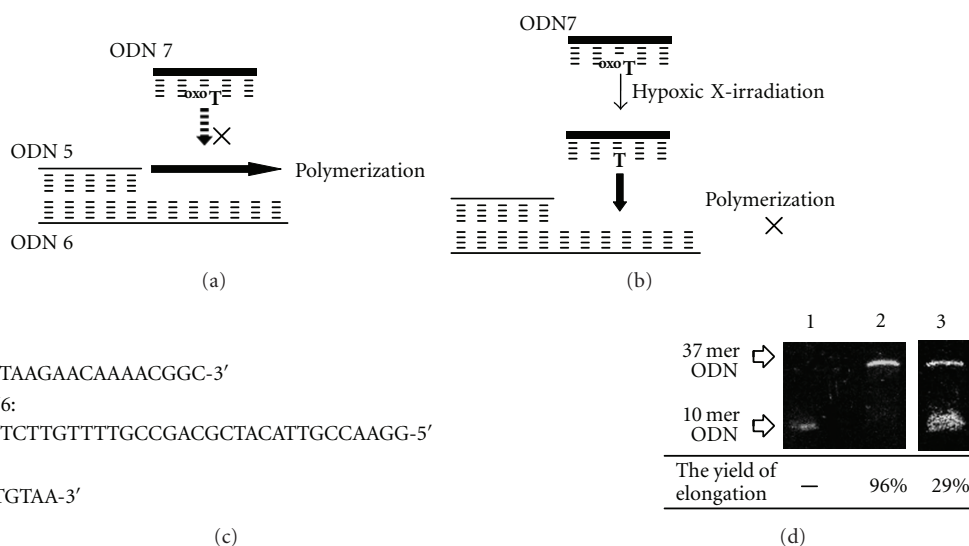 ODN 7
oxoT
ODN 5
Polymerization
ODN 6
(a)
ODN7
oxoT
Hypoxic X-irradiation
T
Polymerization
(b)
TAAGAACAAAACGGC-3′
6:
TCTTGTTTTGCCGACGCTACATTGCCAAGG-5′
TGTAA-3′
(c)
1 2 3
37 mer
ODN
10 mer
ODN
The yield of
elongation
— 96% 29%
(d)